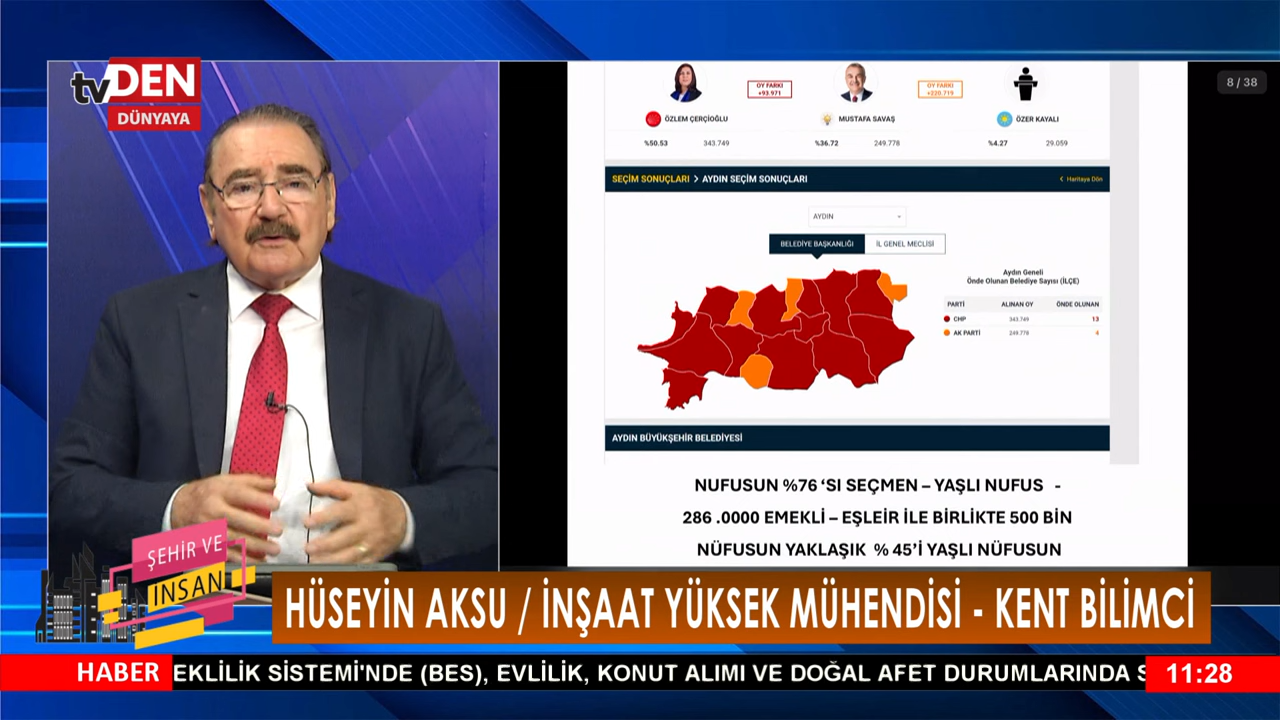 tvDEN
DÜNYAYA
8 / 38
OY FARKI
+93.971
OY FARKI
+220.719
ÖZLEM ÇERÇİOĞLU
MUSTAFA SAVAŞ
ÖZER KAYALI
%50.53 343.749
%36.72 249.778
%4.27 29.059
SEÇİM SONUÇLARI > AYDIN SEÇİM SONUÇLARI
< Haritaya Dön
AYDIN
BELEDİYE BAŞKANLIĞI
İL GENEL MECLİSİ
Aydın Geneli
Önde Olunan Belediye Sayısı (İLÇE)
PARTİ ALINAN OY ÖNDE OLUNAN
CHP 343.749 13
AK PARTİ 249.778 4
AYDIN BÜYÜKŞEHİR BELEDİYESİ
NUFUSUN %76 ‘SI SEÇMEN – YAŞLI NUFUS -
286 .0000 EMEKLİ – EŞLEİR İLE BİRLİKTE 500 BİN
NÜFUSUN YAKLAŞIK % 45’İ YAŞLI NÜFUSUN
ŞEHİR VE
INSAN
HÜSEYİN AKSU / İNŞAAT YÜKSEK MÜHENDİSİ - KENT BİLİMCİ
HABER
EKLİLİK SİSTEMİ'NDE (BES), EVLİLİK, KONUT ALIMI VE DOĞAL AFET DURUMLARINDA S
11:28